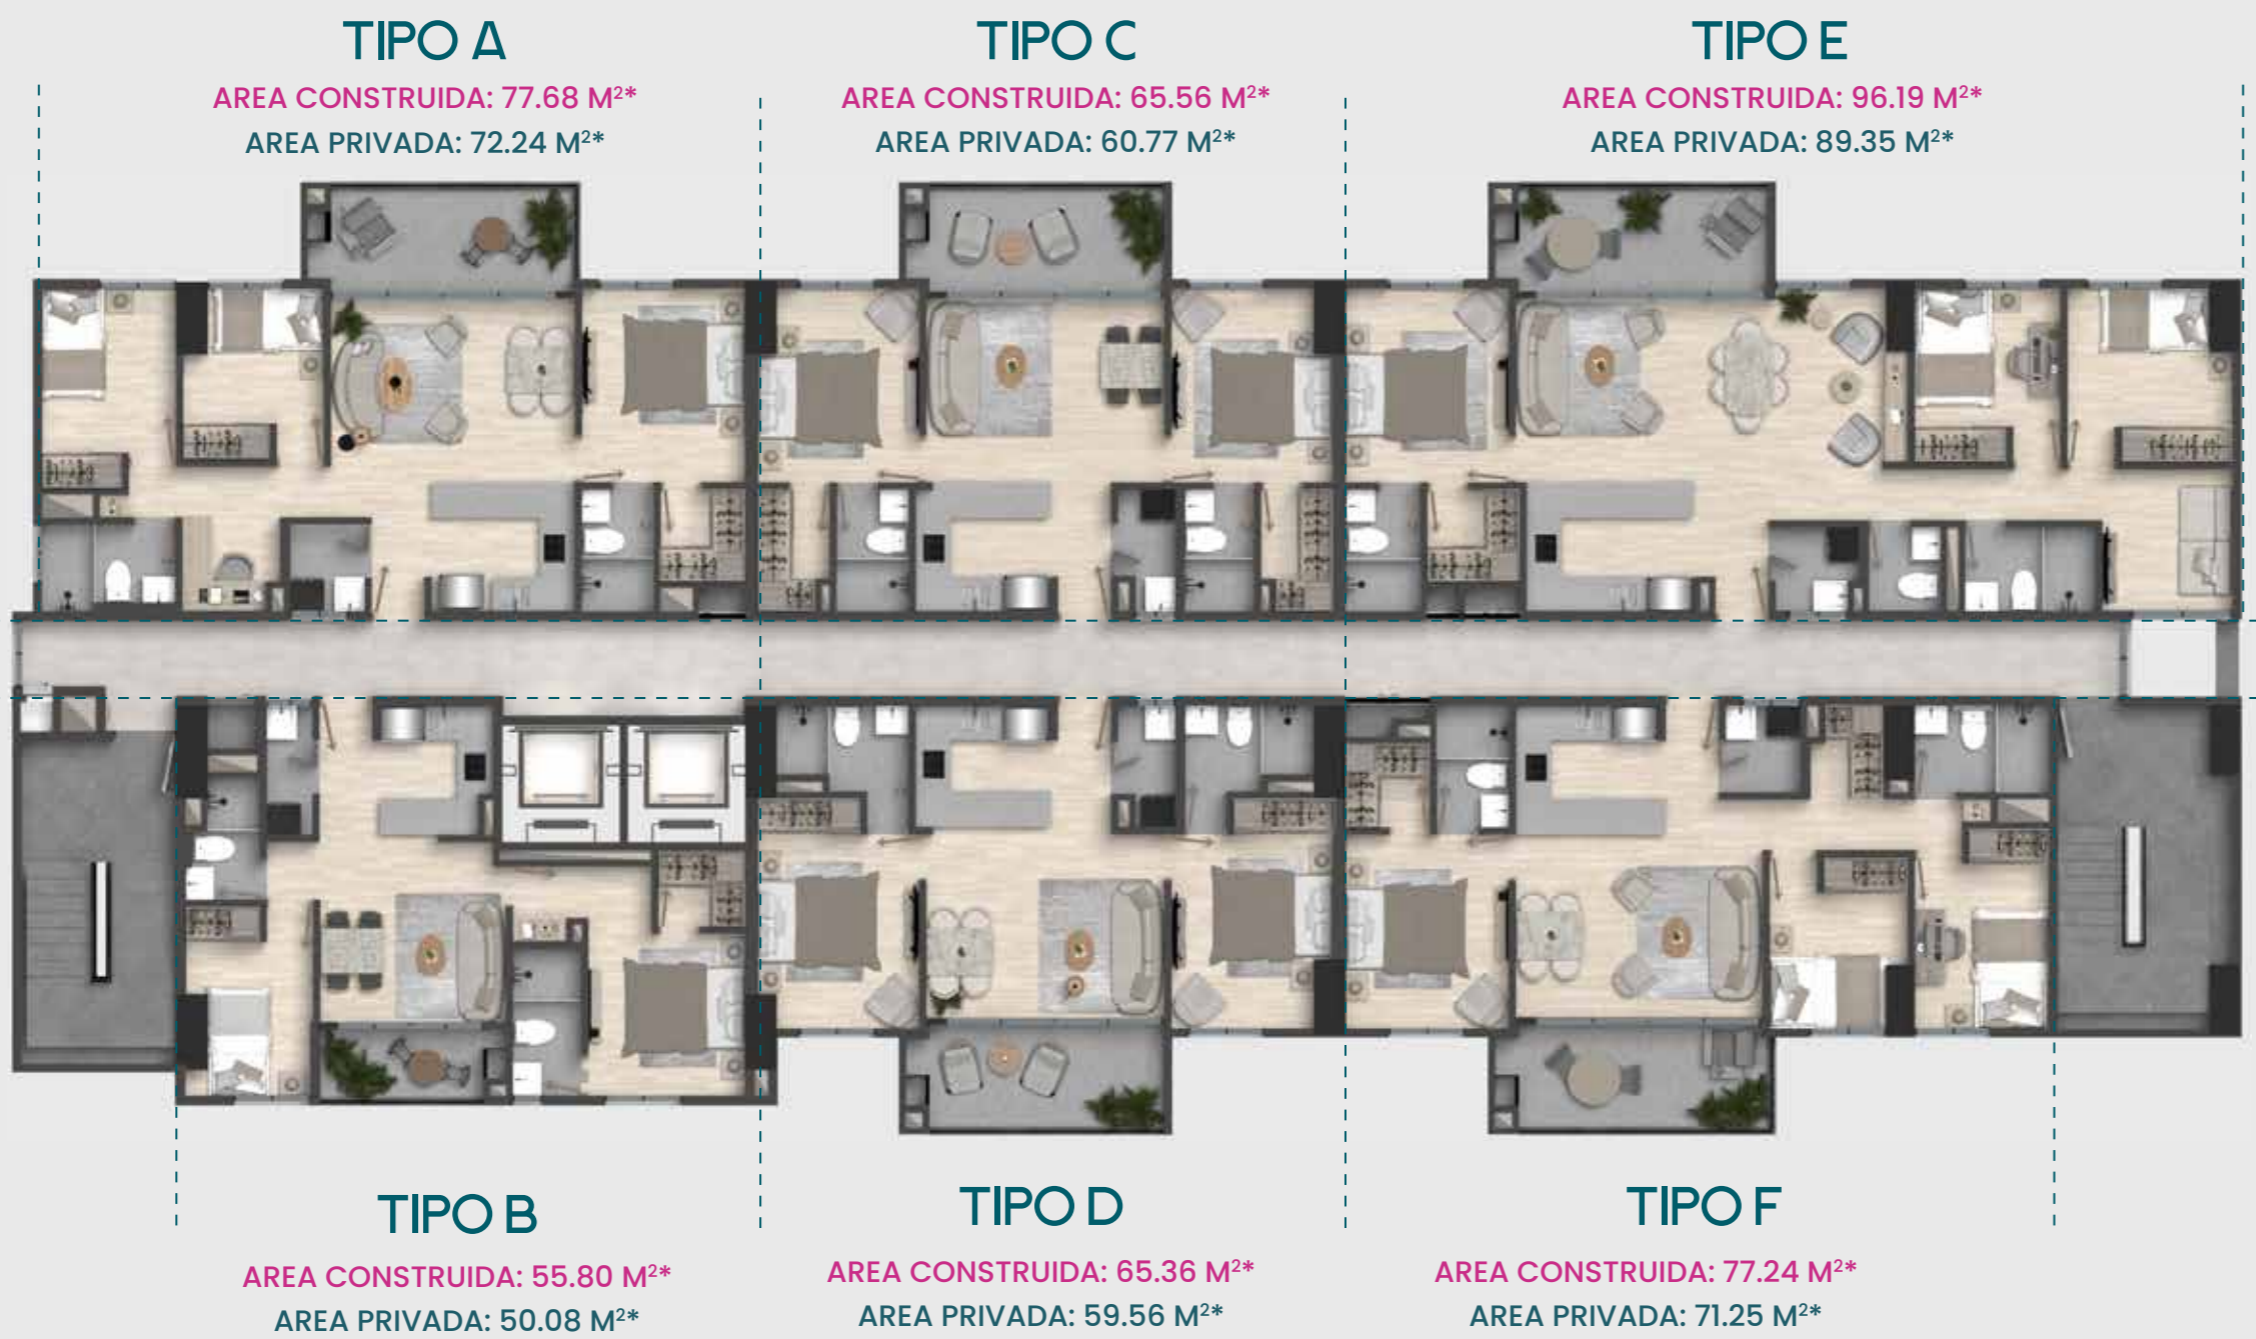 TIPO A
AREA CONSTRUIDA: 77.68 M²*
AREA PRIVADA: 72.24 M²*
TIPO C
AREA CONSTRUIDA: 65.56 M²*
AREA PRIVADA: 60.77 M²*
TIPO E
AREA CONSTRUIDA: 96.19 M²*
AREA PRIVADA: 89.35 M²*
TIPO B
AREA CONSTRUIDA: 55.80 M²*
AREA PRIVADA: 50.08 M²*
TIPO D
AREA CONSTRUIDA: 65.36 M²*
AREA PRIVADA: 59.56 M²*
TIPO F
AREA CONSTRUIDA: 77.24 M²*
AREA PRIVADA: 71.25 M²*